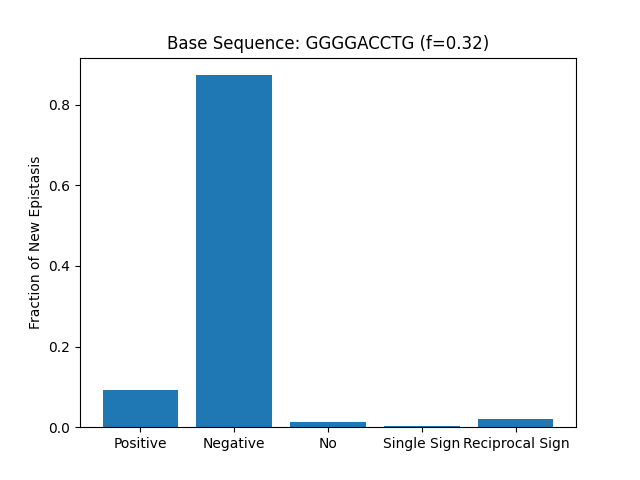 Base Sequence: GGGGACCTG (f=0.32)
Fraction of New Epistasis
0.8
0.6
0.4
0.2
0.0
Positive Negative No Single Sign Reciprocal Sign